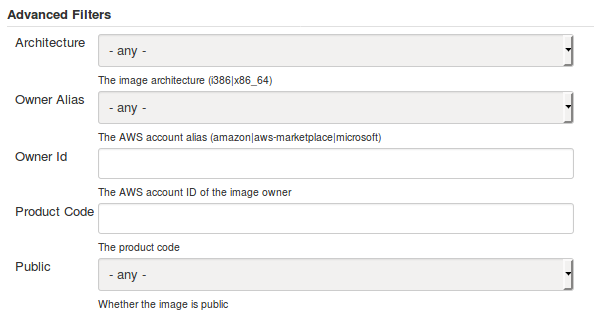 Advanced Filters
Architecture
- any -
The image architecture (i386|x86_64)
Owner Alias
- any -
The AWS account alias (amazon|aws-marketplace|microsoft)
Owner Id
The AWS account ID of the image owner
Product Code
The product code
Public
- any -
Whether the image is public